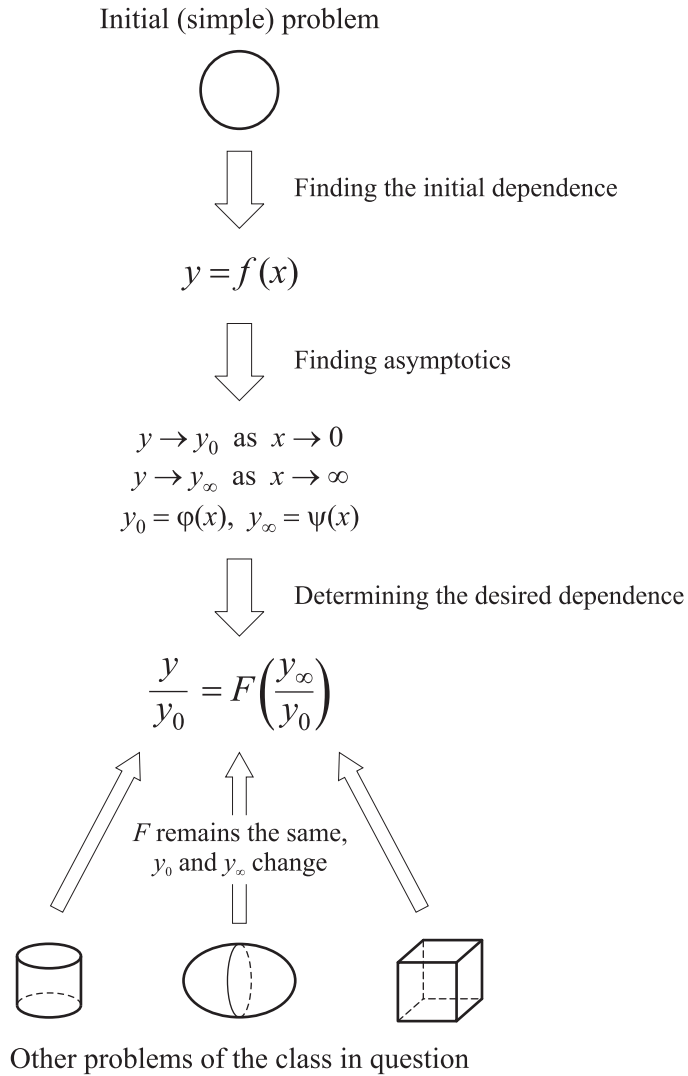 Initial (simple) problem
Finding the initial dependence
y = f(x)
Finding asymptotics
y → y₀ as x → 0
y → y∞ as x → ∞
y₀ = φ(x), y∞ = ψ(x)
Determining the desired dependence
y/y₀ = F(y∞/y₀)
F remains the same,
y₀ and y∞ change
Other problems of the class in question